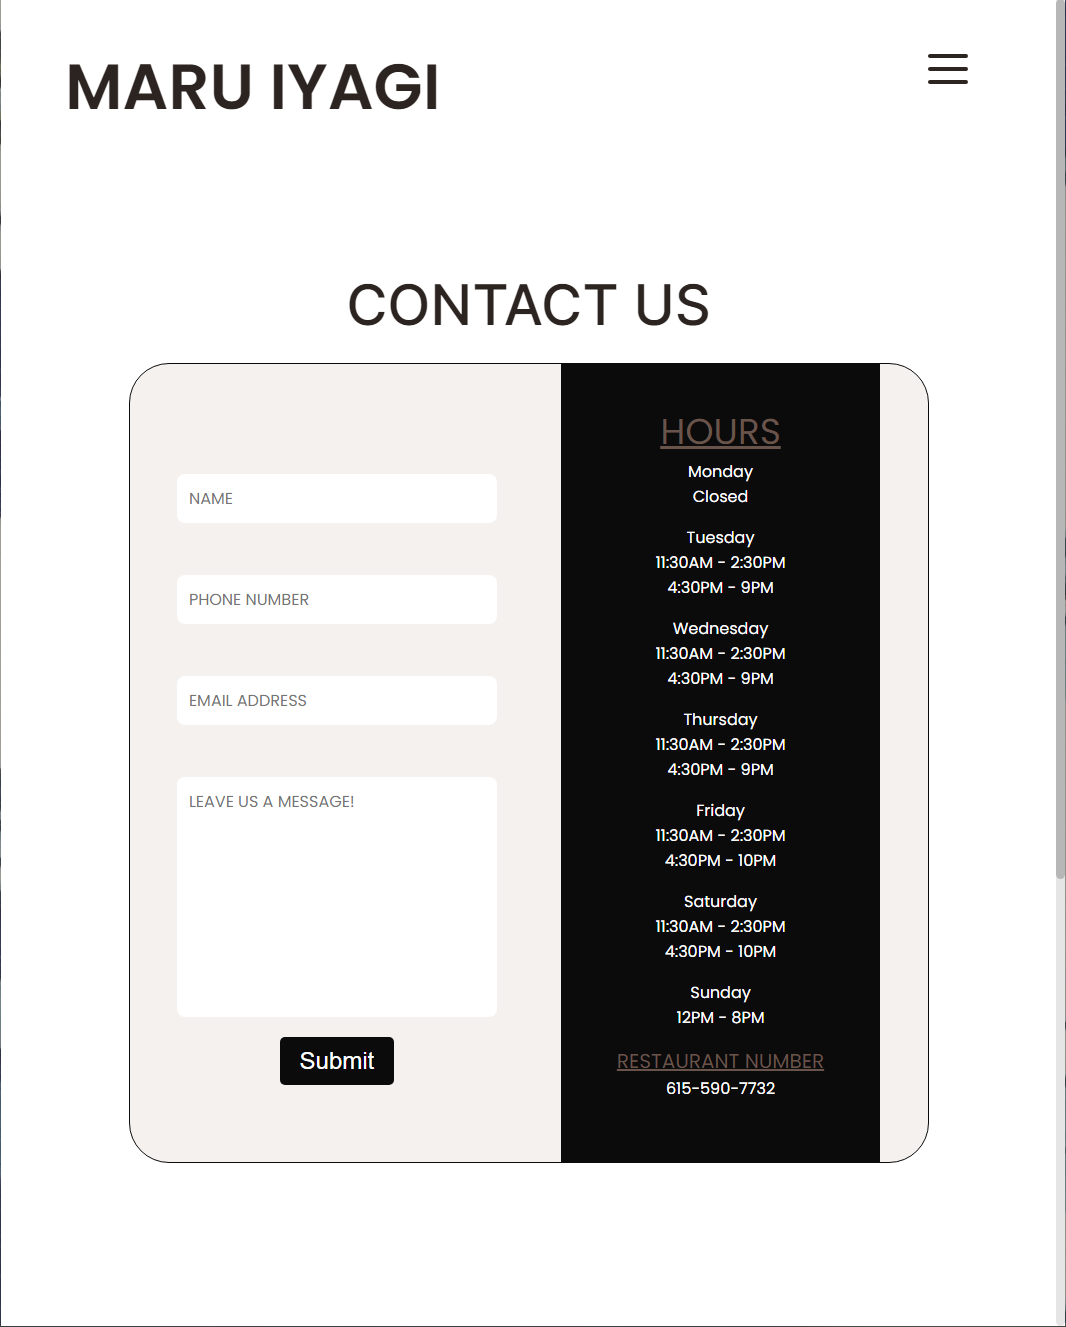 MARU IYAGI
CONTACT US
NAME
PHONE NUMBER
EMAIL ADDRESS
LEAVE US A MESSAGE!
Submit
HOURS
Monday
Closed
Tuesday
11:30AM - 2:30PM
4:30PM - 9PM
Wednesday
11:30AM - 2:30PM
4:30PM - 9PM
Thursday
11:30AM - 2:30PM
4:30PM - 9PM
Friday
11:30AM - 2:30PM
4:30PM - 10PM
Saturday
11:30AM - 2:30PM
4:30PM - 10PM
Sunday
12PM - 8PM
RESTAURANT NUMBER
615-590-7732